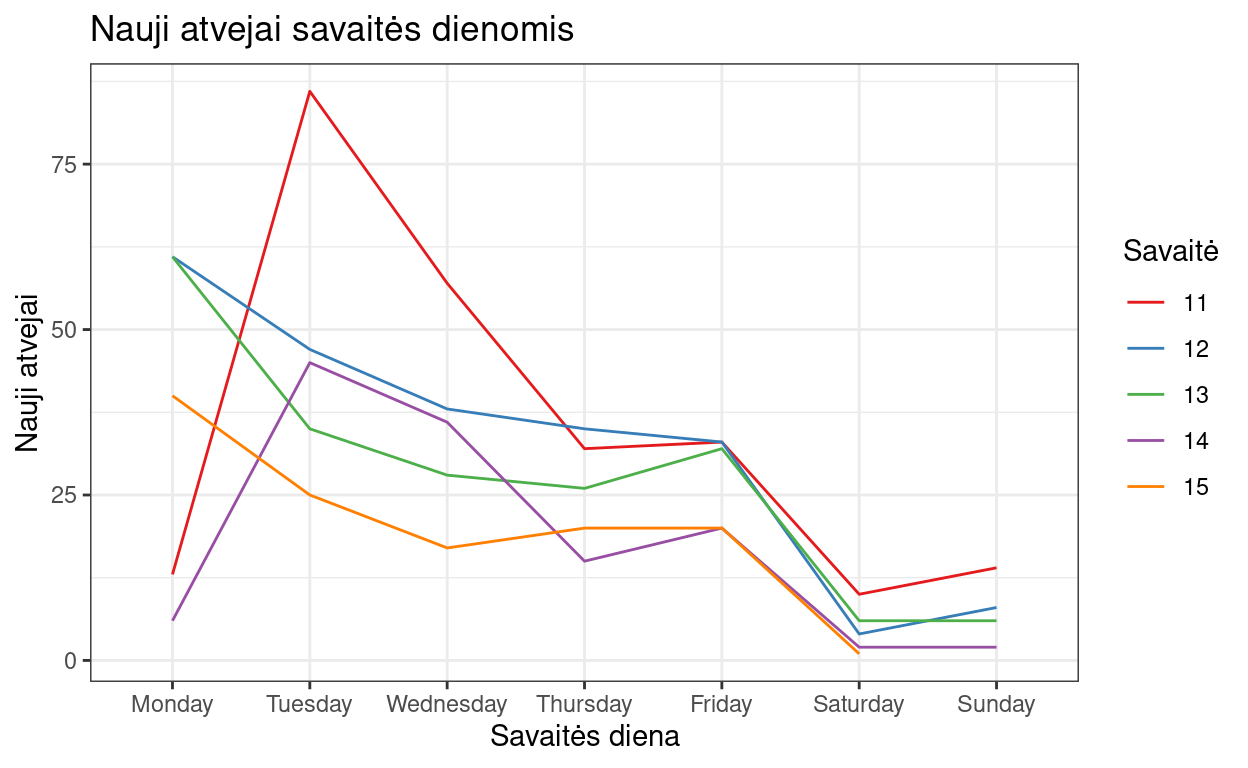 Nauji atvejai savaitės dienomis
Nauji atvejai
75
50
25
0
Monday Tuesday Wednesday Thursday Friday Saturday Sunday
Savaitės diena
Savaitė
11
12
13
14
15